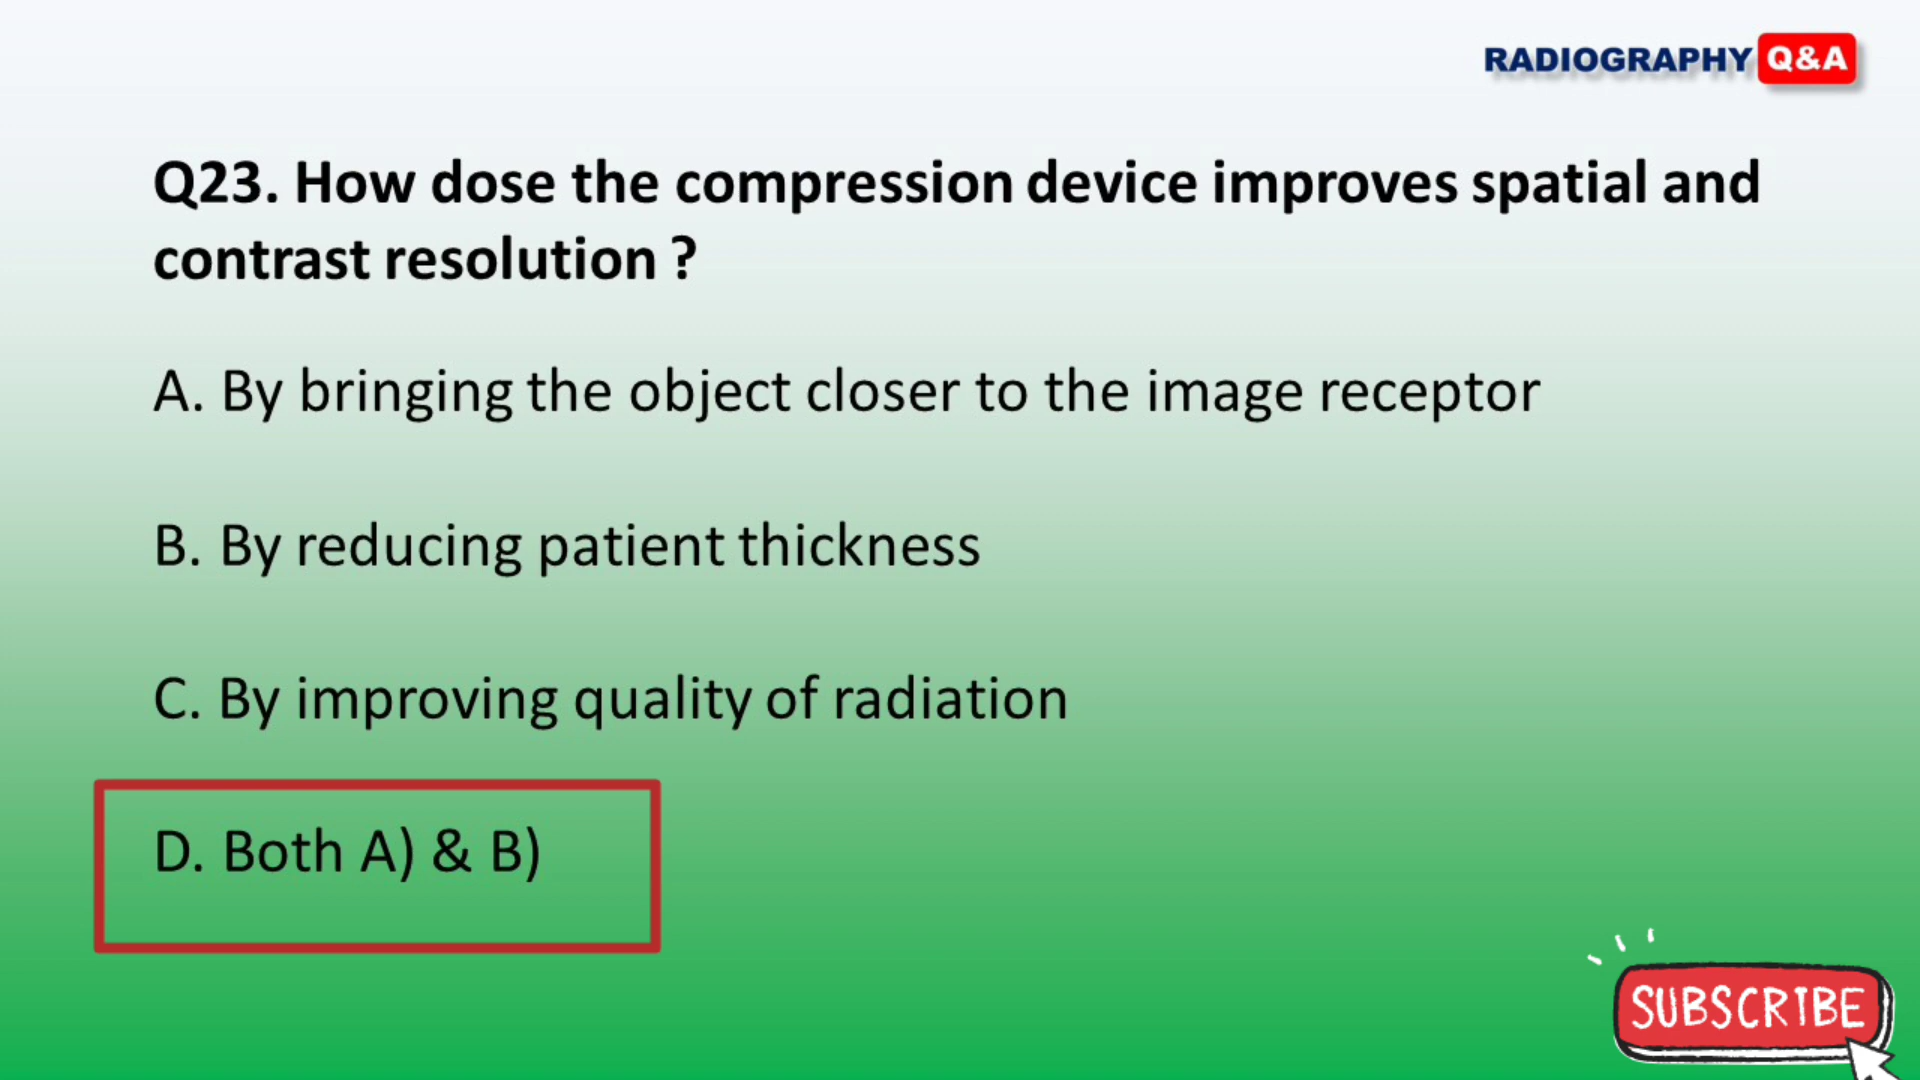 RADIOGRAPHY Q&A
Q23. How dose the compression device improves spatial and
contrast resolution ?
A. By bringing the object closer to the image receptor
B. By reducing patient thickness
C. By improving quality of radiation
D. Both A) & B)
SUBSCRIBE